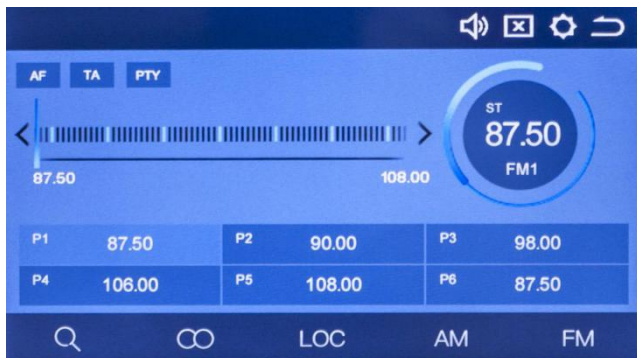 AF TA PTY
ST
87.50
FM1
87.50 108.00
P1 87.50 P2 90.00 P3 98.00
P4 106.00 P5 108.00 P6 87.50
LOC AM FM